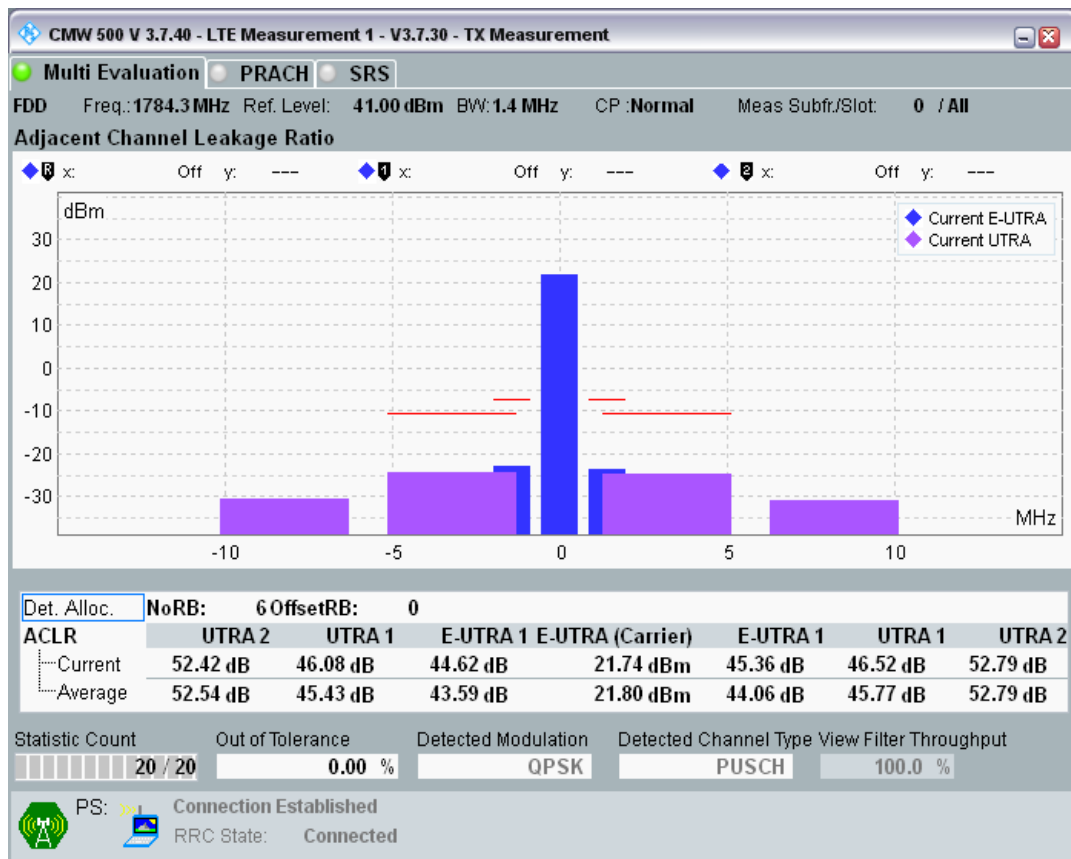 CMW 500 V 3.7.40 - LTE Measurement 1 - V3.7.30 - TX Measurement
Multi Evaluation PRACH SRS
FDD Freq.: 1784.3 MHz Ref. Level: 41.00 dBm BW: 1.4 MHz CP : Normal Meas Subfr./Slot: 0 / All
Adjacent Channel Leakage Ratio
R x: Off y: --- 1 x: Off y: --- 2 x: Off y: ---
dBm
Current E-UTRA
Current UTRA
30
20
10
0
-10
-20
-30
MHz
-10 -5 0 5 10
Det. Alloc. NoRB: 6 OffsetRB: 0
ACLR UTRA 2 UTRA 1 E-UTRA 1 E-UTRA (Carrier) E-UTRA 1 UTRA 1 UTRA 2
Current 52.42 dB 46.08 dB 44.62 dB 21.74 dBm 45.36 dB 46.52 dB 52.79 dB
Average 52.54 dB 45.43 dB 43.59 dB 21.80 dBm 44.06 dB 45.77 dB 52.79 dB
Statistic Count Out of Tolerance Detected Modulation Detected Channel Type View Filter Throughput
20 / 20 0.00 % QPSK PUSCH 100.0 %
PS: Connection Established
RRC State: Connected